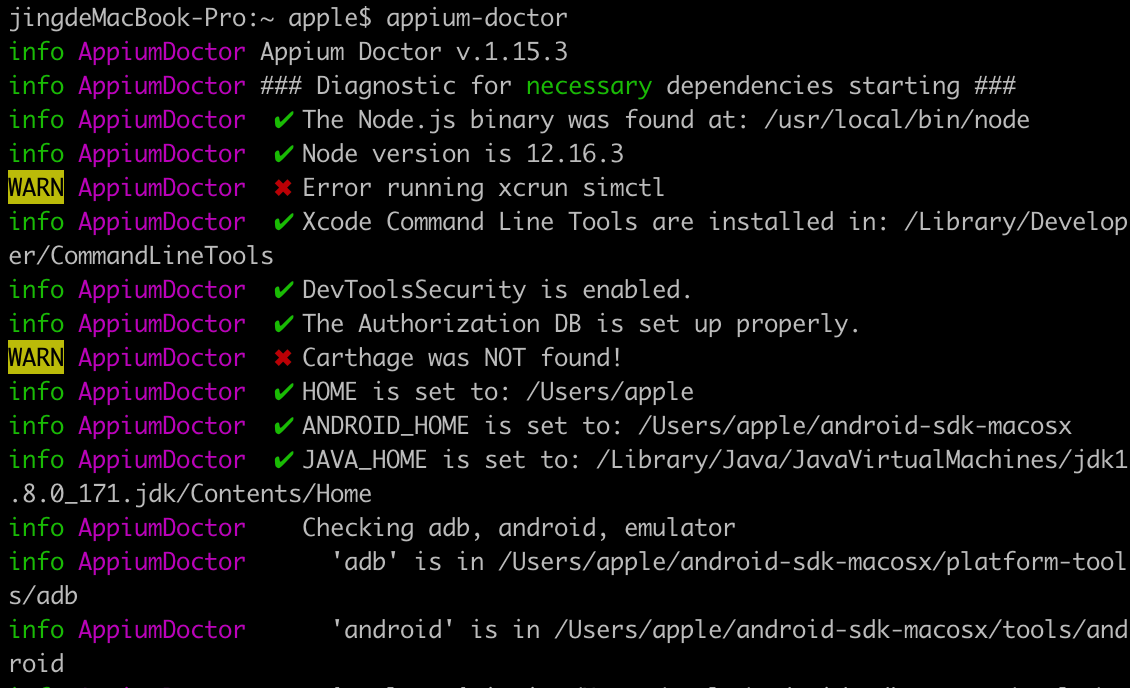 jingdeMacBook-Pro:~ apple$ appium-doctor
info AppiumDoctor Appium Doctor v.1.15.3
info AppiumDoctor ### Diagnostic for necessary dependencies starting ###
info AppiumDoctor  ✔ The Node.js binary was found at: /usr/local/bin/node
info AppiumDoctor  ✔ Node version is 12.16.3
WARN AppiumDoctor  ✖ Error running xcrun simctl
info AppiumDoctor  ✔ Xcode Command Line Tools are installed in: /Library/Develop
er/CommandLineTools
info AppiumDoctor  ✔ DevToolsSecurity is enabled.
info AppiumDoctor  ✔ The Authorization DB is set up properly.
WARN AppiumDoctor  ✖ Carthage was NOT found!
info AppiumDoctor  ✔ HOME is set to: /Users/apple
info AppiumDoctor  ✔ ANDROID_HOME is set to: /Users/apple/android-sdk-macosx
info AppiumDoctor  ✔ JAVA_HOME is set to: /Library/Java/JavaVirtualMachines/jdk1
.8.0_171.jdk/Contents/Home
info AppiumDoctor    Checking adb, android, emulator
info AppiumDoctor      'adb' is in /Users/apple/android-sdk-macosx/platform-tool
s/adb
info AppiumDoctor      'android' is in /Users/apple/android-sdk-macosx/tools/and
roid